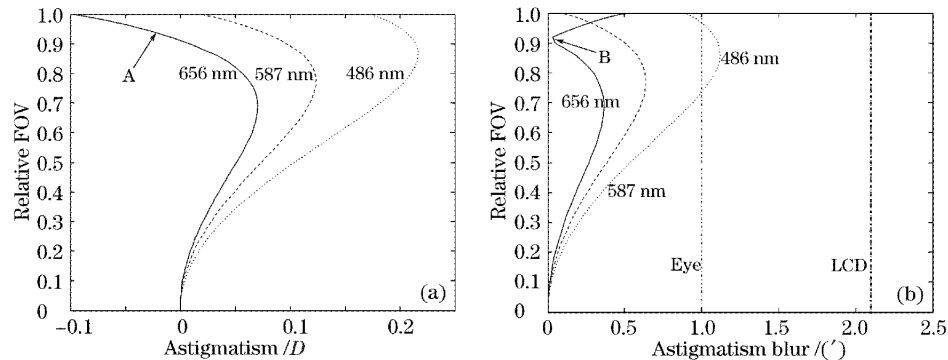 Relative FOV
1.0
0.9
0.8
0.7
0.6
0.5
0.4
0.3
0.2
0.1
0
A
656 nm
587 nm
486 nm
(a)
-0.1
0
0.1
0.2
Astigmatism /D
Relative FOV
1.0
0.9
0.8
0.7
0.6
0.5
0.4
0.3
0.2
0.1
0
B
486 nm
656 nm
587 nm
Eye
LCD
(b)
0
0.5
1.0
1.5
2.0
2.5
Astigmatism blur /(′)